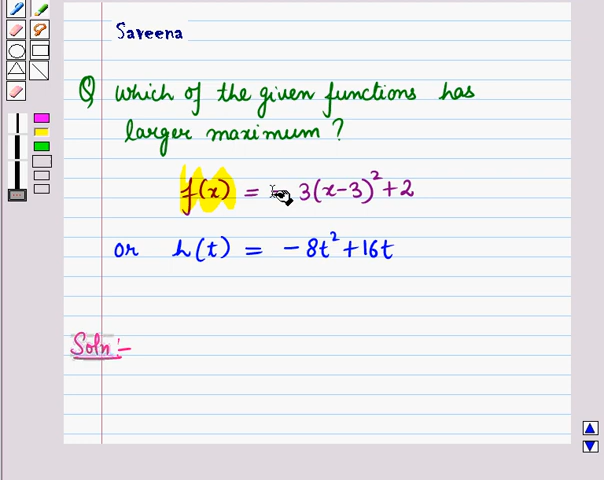 Saveena
Q Which of the given functions has
larger maximum ?
f(x) = - 3(x-3)² + 2
or h(t) = - 8t² + 16t
Soln:-